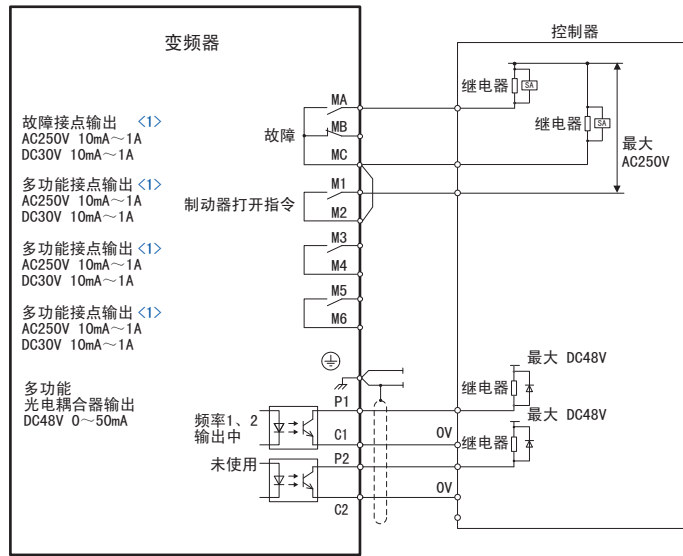 变频器
控制器
故障接点输出 <1>
AC250V 10mA～1A
DC30V 10mA～1A
多功能接点输出 <1>
AC250V 10mA～1A
DC30V 10mA～1A
多功能接点输出 <1>
AC250V 10mA～1A
DC30V 10mA～1A
多功能接点输出 <1>
AC250V 10mA～1A
DC30V 10mA～1A
多功能
光电耦合器输出
DC48V 0～50mA
故障
MA
MB
MC
制动器打开指令
M1
M2
M3
M4
M5
M6
频率1、2
输出中
P1
C1
未使用
P2
C2
继电器
SA
继电器
SA
最大
AC250V
最大 DC48V
继电器
0V
最大 DC48V
继电器
0V